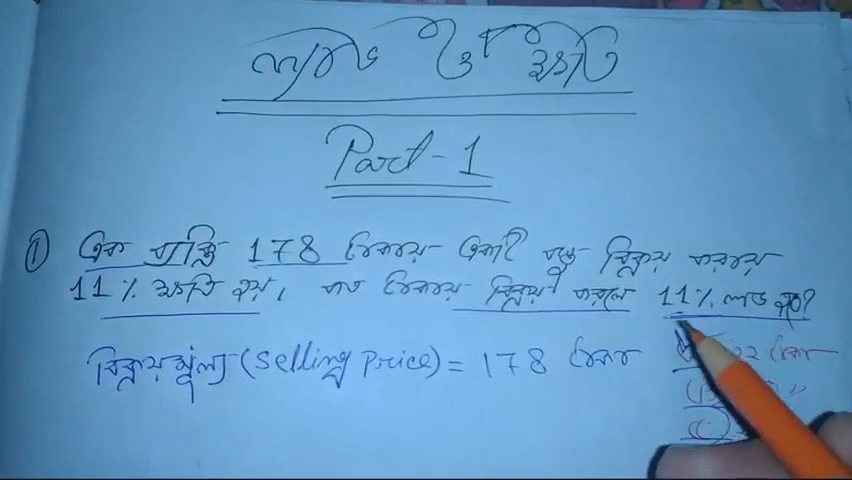 লাভ ও ক্ষতি
Part-1
① এক ব্যক্তি 178 টাকায় একটি বস্তু বিক্রয় করায়
11% ক্ষতি হয়। কত টাকায় বিক্রয় করলে 11% লাভ হবে?
বিক্রয়মূল্য (Selling Price) = 178 টাকা
টাকা
(C)